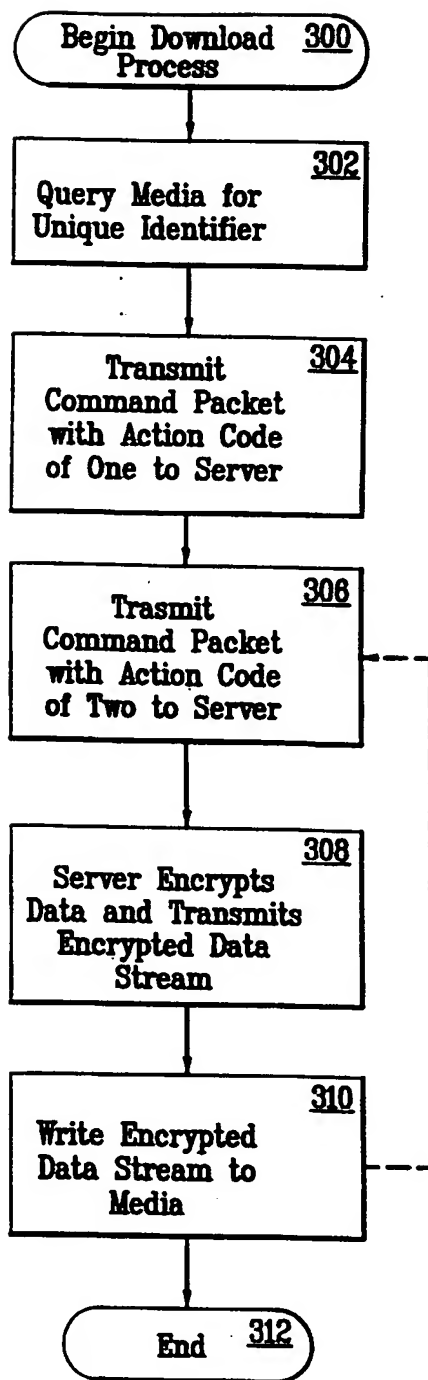 Begin Download 300
Process
302
Query Media for
Unique Identifier
304
Transmit
Command Packet
with Action Code
of One to Server
306
Trasmit
Command Packet
with Action Code
of Two to Server
308
Server Encrypts
Data and Transmits
Encrypted Data
Stream
310
Write Encrypted
Data Stream to
Media
End 312